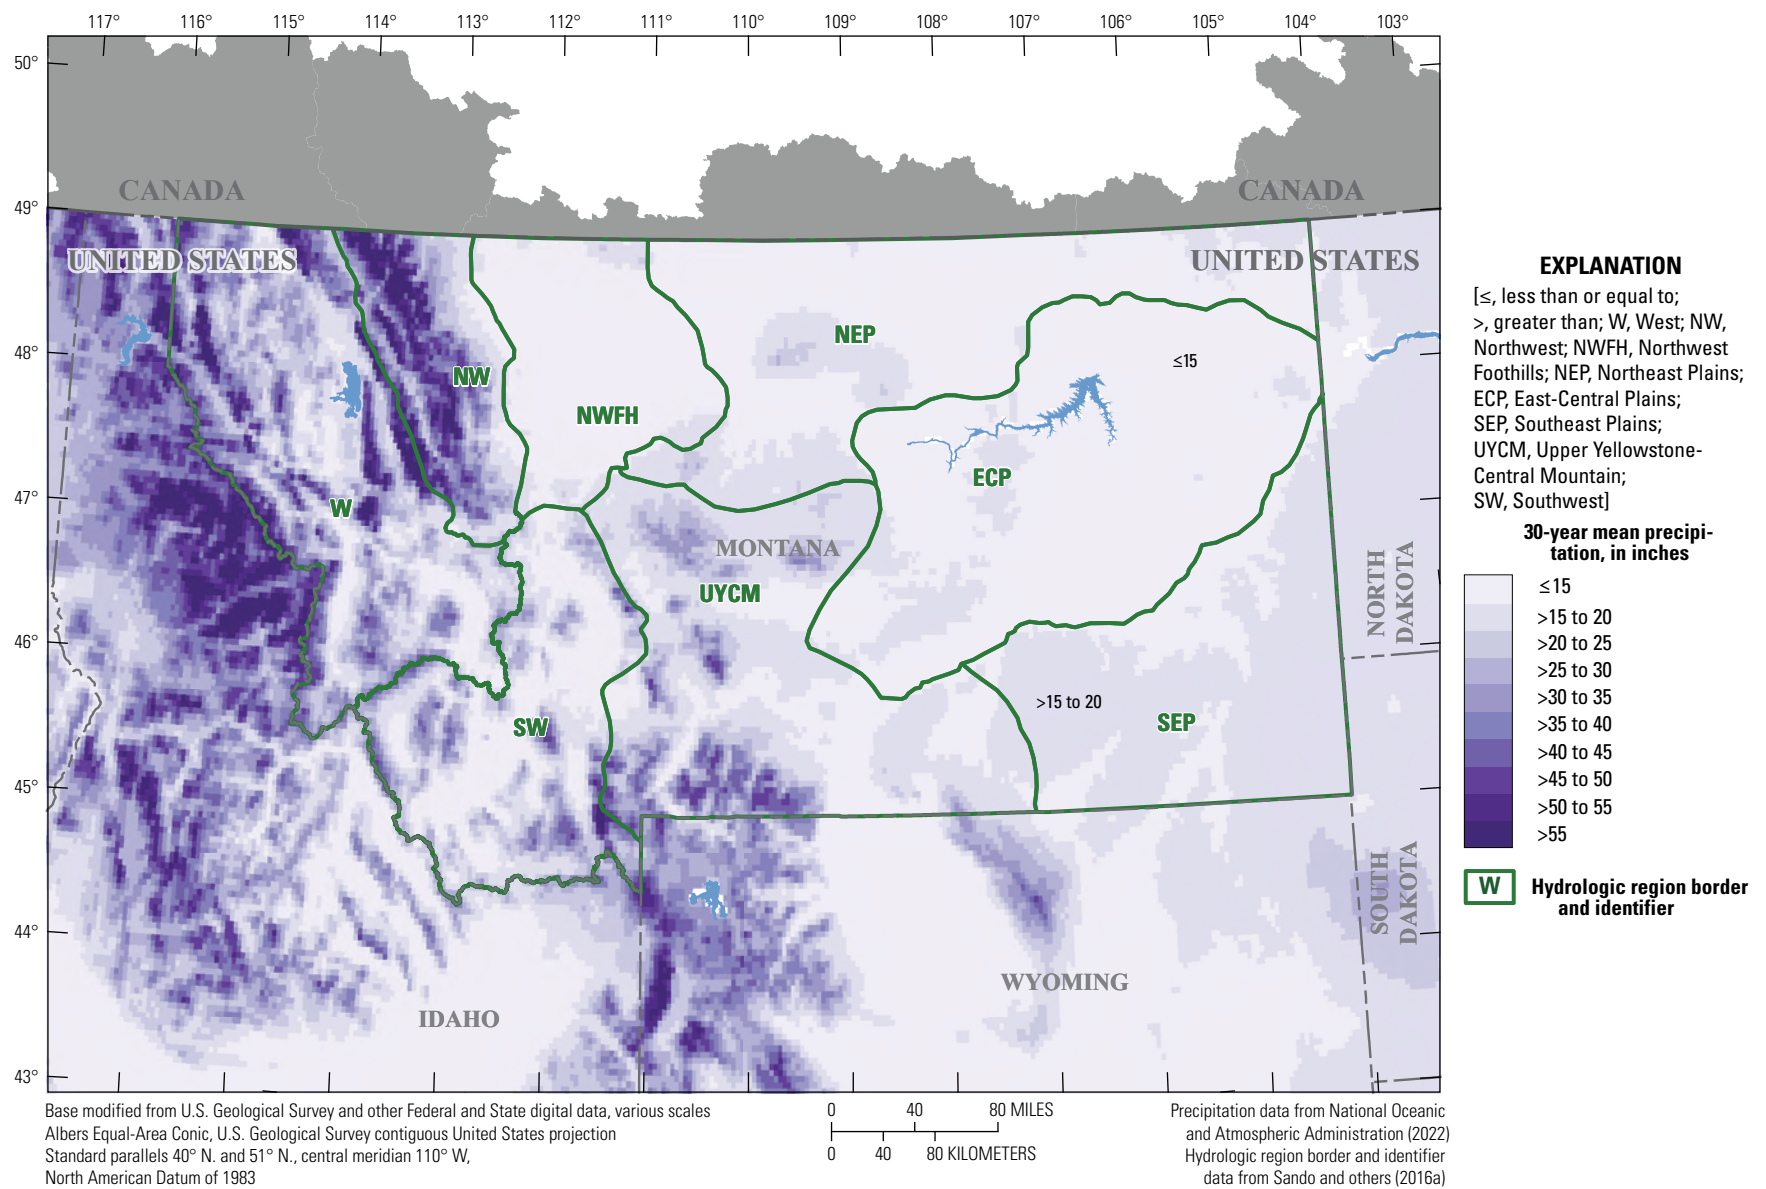 117° 116° 115° 114° 113° 112° 111° 110° 109° 108° 107° 106° 105° 104° 103°
50°
49°
48°
47°
46°
45°
44°
43°
CANADA
CANADA
UNITED STATES
UNITED STATES
NEP
≤15
NW
NWFH
ECP
W
MONTANA
UYCM
NORTH
DAKOTA
>15 to 20
SEP
SW
SOUTH
DAKOTA
WYOMING
IDAHO
EXPLANATION
[≤, less than or equal to;
>, greater than; W, West; NW,
Northwest; NWFH, Northwest
Foothills; NEP, Northeast Plains;
ECP, East-Central Plains;
SEP, Southeast Plains;
UYCM, Upper Yellowstone-
Central Mountain;
SW, Southwest]
30-year mean precipi-
tation, in inches
≤15
>15 to 20
>20 to 25
>25 to 30
>30 to 35
>35 to 40
>40 to 45
>45 to 50
>50 to 55
>55
W
Hydrologic region border
and identifier
Base modified from U.S. Geological Survey and other Federal and State digital data, various scales
Albers Equal-Area Conic, U.S. Geological Survey contiguous United States projection
Standard parallels 40° N. and 51° N., central meridian 110° W,
North American Datum of 1983
0 40 80 MILES
0 40 80 KILOMETERS
Precipitation data from National Oceanic
and Atmospheric Administration (2022)
Hydrologic region border and identifier
data from Sando and others (2016a)